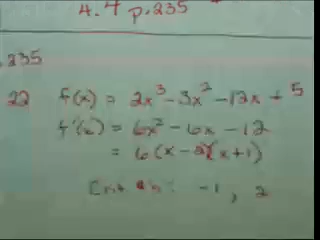 4.4 p.235
.235
22 f(x) = 2x³ - 3x² - 12x + 5
f'(x) = 6x² - 6x - 12
= 6(x - 2)(x + 1)
-1, 2